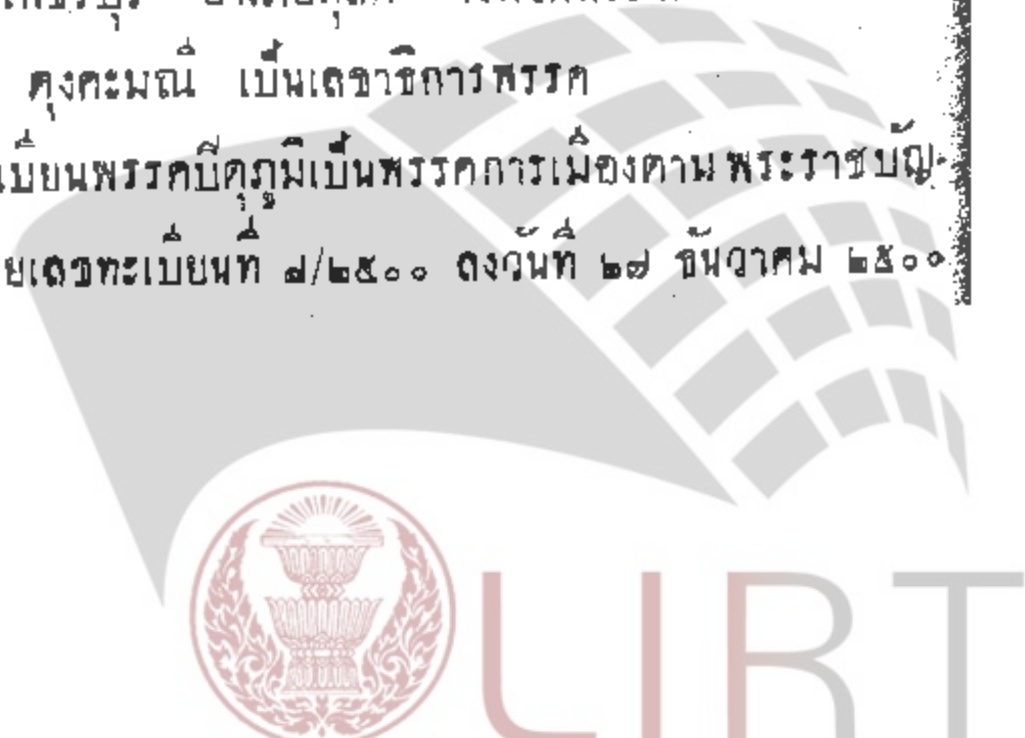 คุงคะมณี เป็นเลขาธิการพรรค
เบียนพรรคปีตุภูมิเป็นพรรคการเมืองตาม พระราชบัญ-
ยเลขทะเบียนที่ ๘/๒๕๐๐ ลงวันที่ ๒๗ ธันวาคม ๒๕๐๐
LIRT